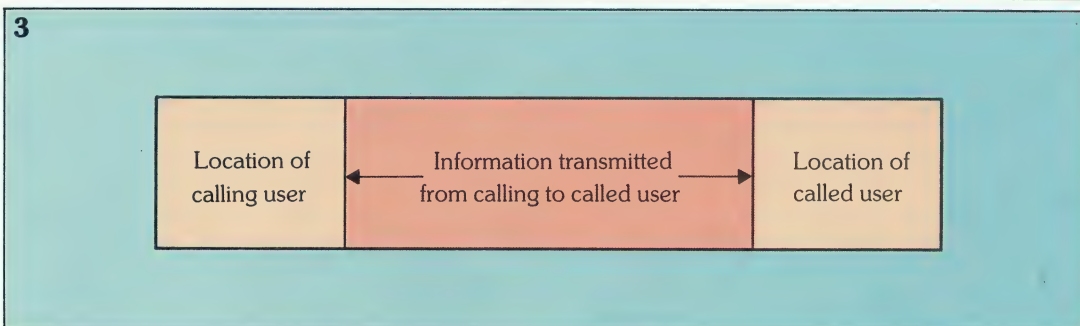 3
Location of
calling user
Information transmitted
from calling to called user
Location of
called user